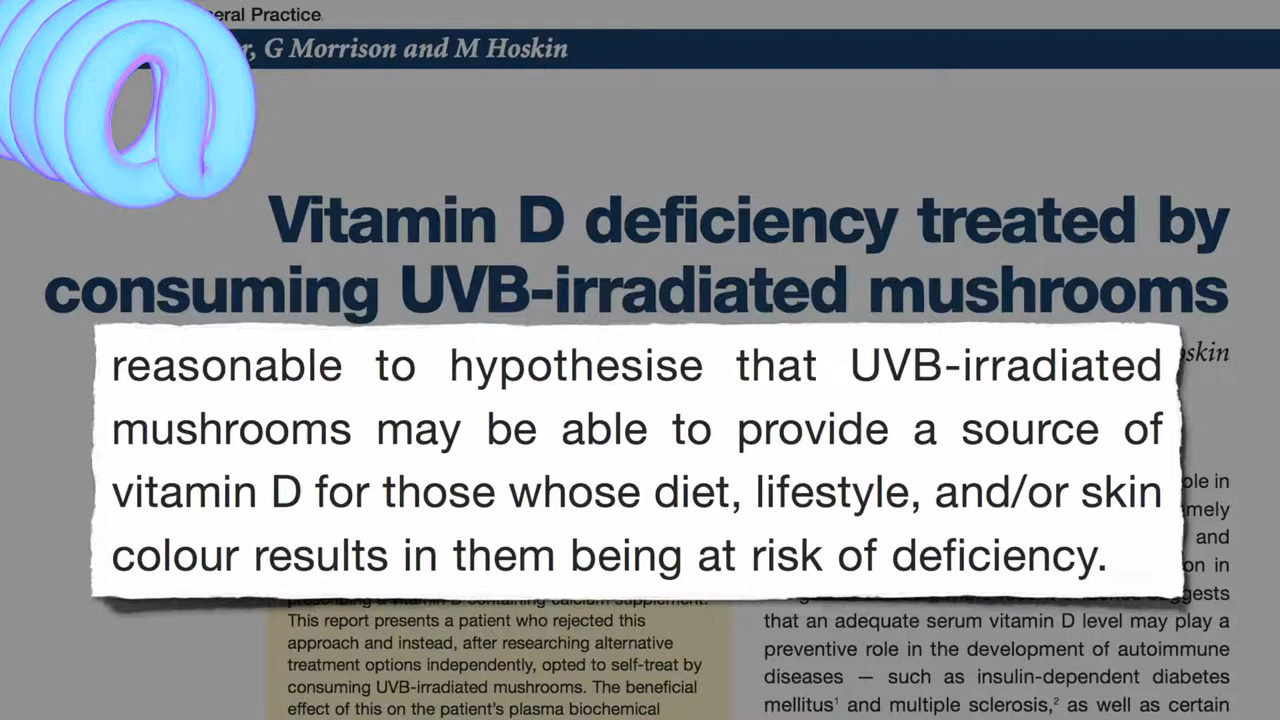 eral Practice
G Morrison and M Hoskin
Vitamin D deficiency treated by
consuming UVB-irradiated mushrooms
skin
reasonable to hypothesise that UVB-irradiated
mushrooms may be able to provide a source of
vitamin D for those whose diet, lifestyle, and/or skin
colour results in them being at risk of deficiency.
This report presents a patient who rejected this
approach and instead, after researching alternative
treatment options independently, opted to self-treat by
consuming UVB-irradiated mushrooms. The beneficial
effect of this on the patient's plasma biochemical
ole in
mely
and
on in
gests
that an adequate serum vitamin D level may play a
preventive role in the development of autoimmune
diseases — such as insulin-dependent diabetes
mellitus¹ and multiple sclerosis,² as well as certain